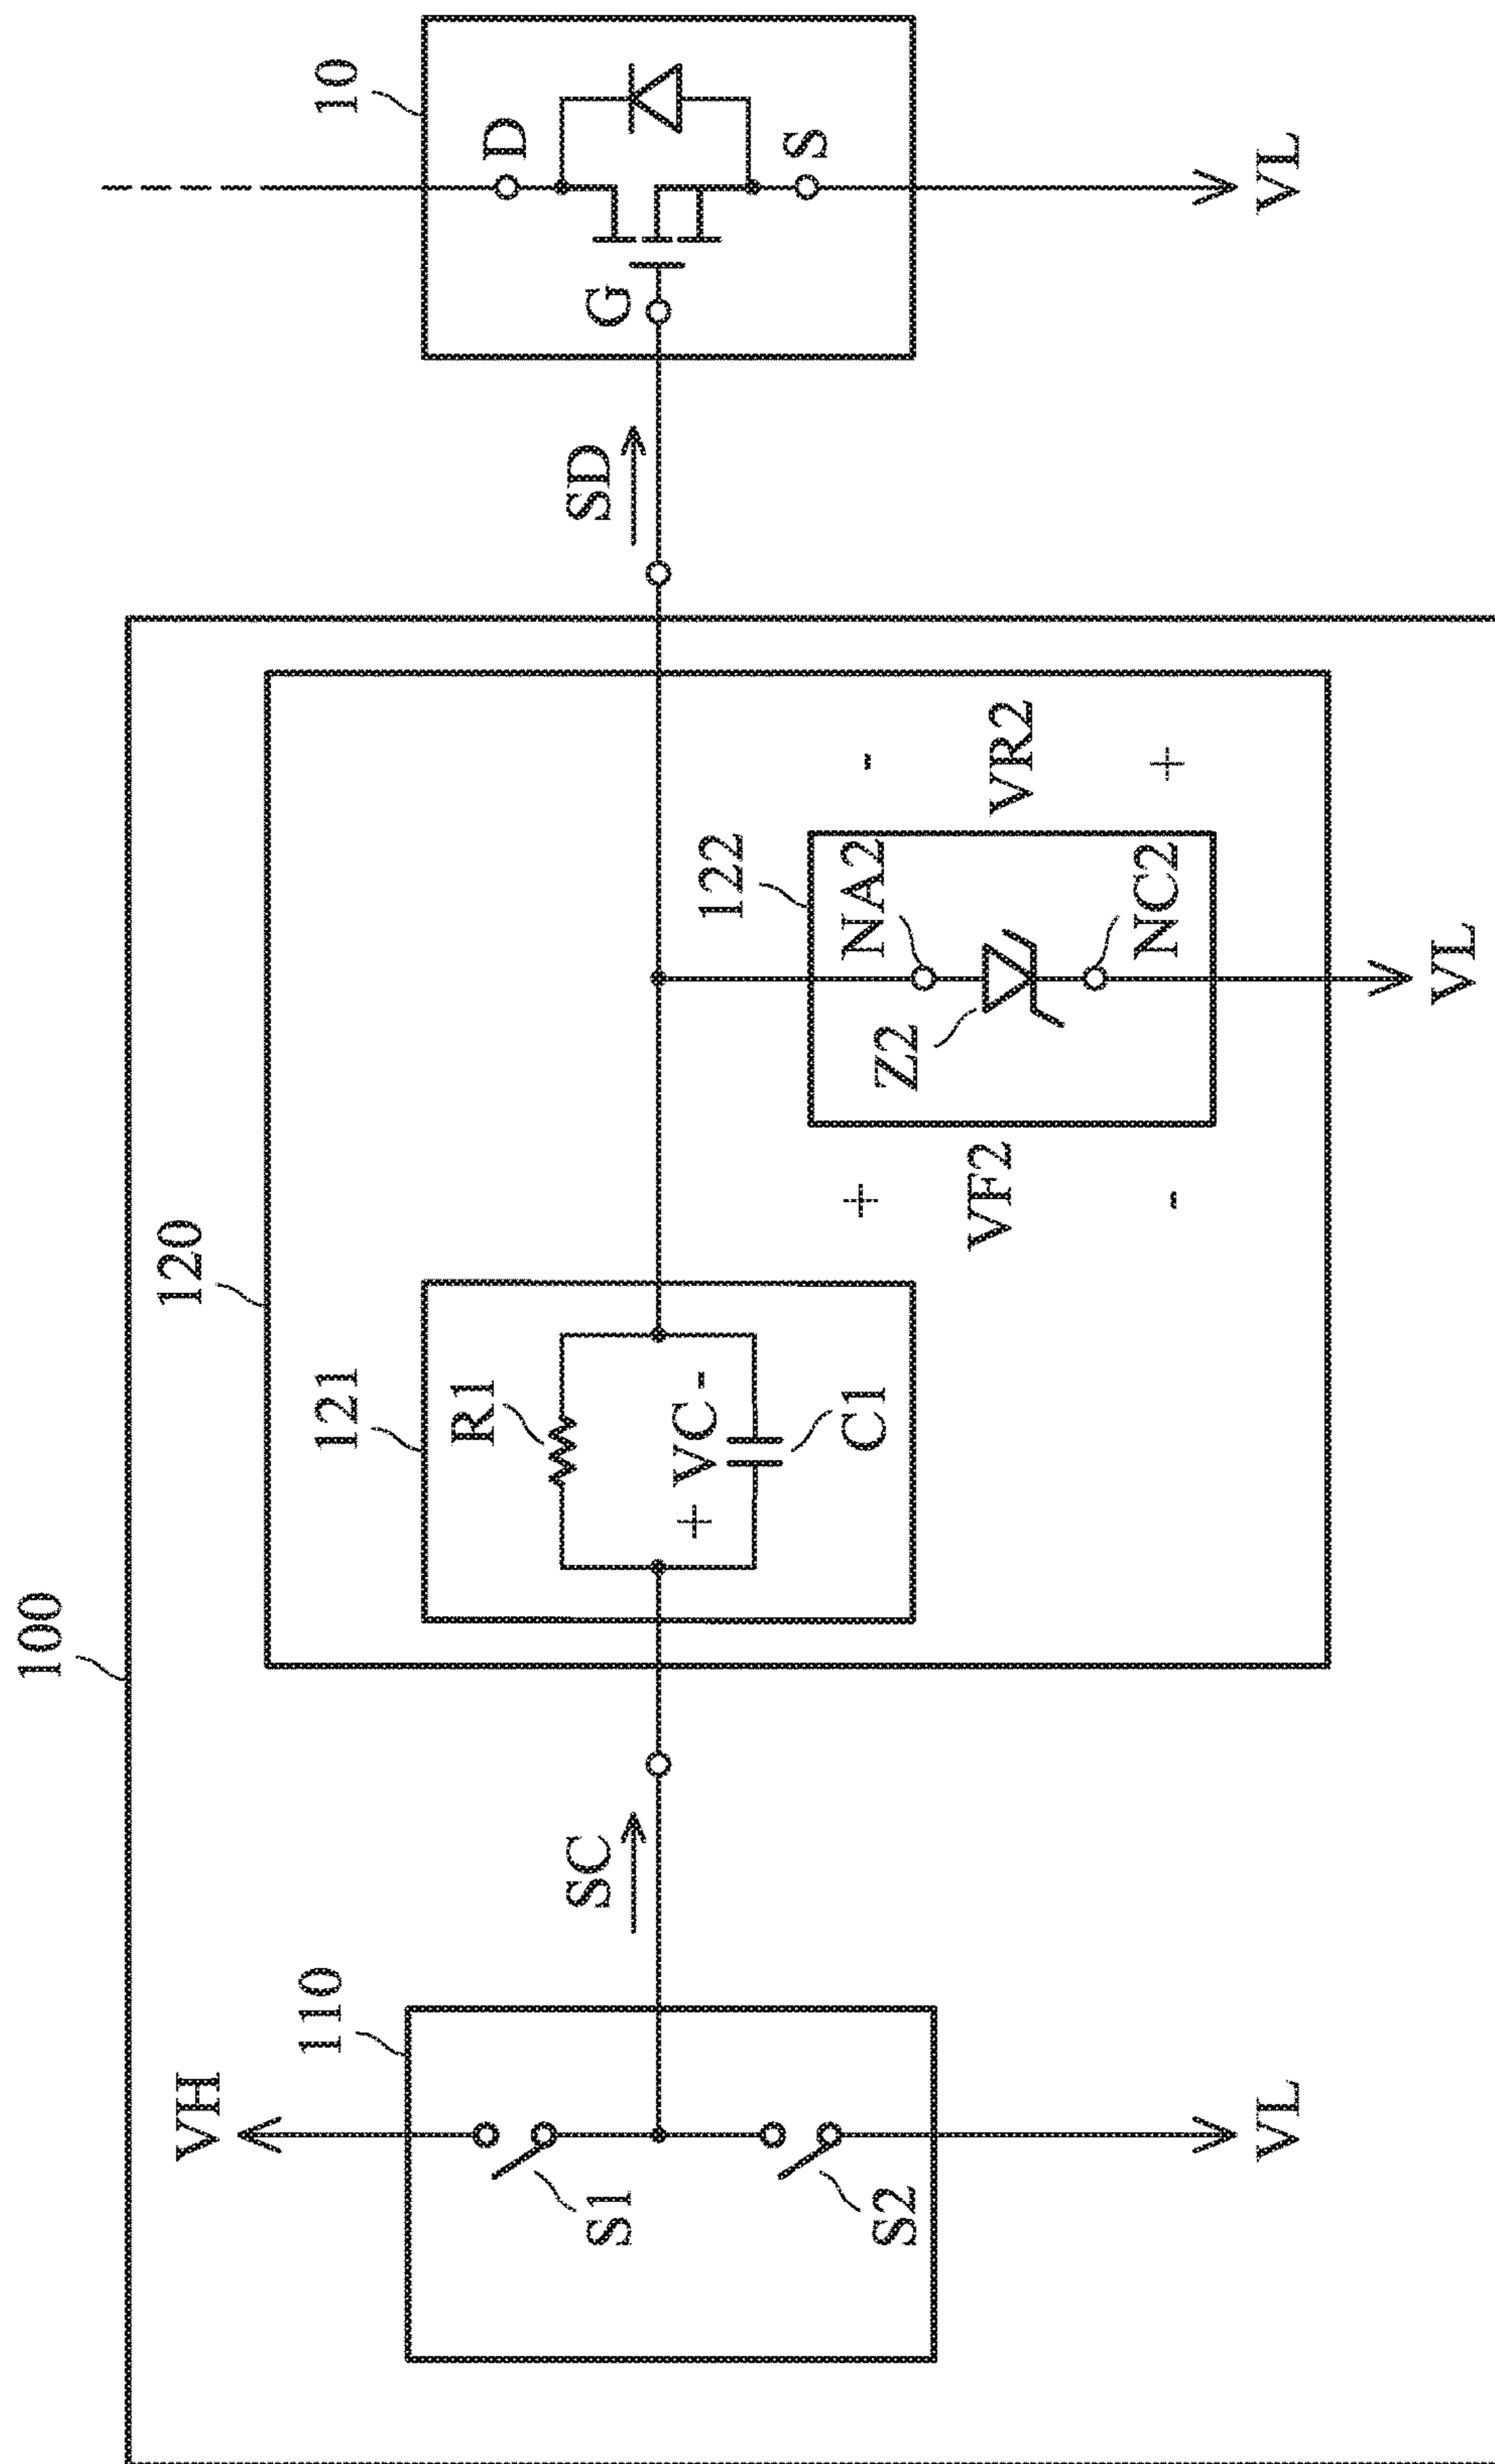 100
120
110
VH
S1
S2
VL
SC
121
R1
+ VC -
C1
122
NA2
Z2
NC2
+
VF2
-
-
VR2
+
VL
SD
10
D
G
S
VL